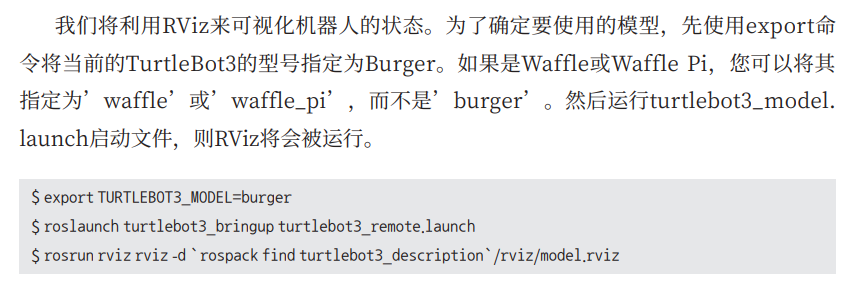 我们将利用RViz来可视化机器人的状态。为了确定要使用的模型，先使用export命
令将当前的TurtleBot3的型号指定为Burger。如果是Waffle或Waffle Pi，您可以将其
指定为’waffle’或’waffle_pi’，而不是’burger’。然后运行turtlebot3_model.
launch启动文件，则RViz将会被运行。
$ export TURTLEBOT3_MODEL=burger
$ roslaunch turtlebot3_bringup turtlebot3_remote.launch
$ rosrun rviz rviz -d `rospack find turtlebot3_description`/rviz/model.rviz